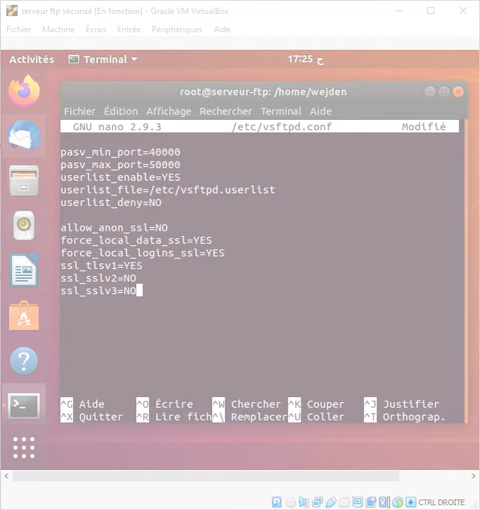 serveur ftp sécurisé [En fonction] - Oracle VM VirtualBox
Fichier Machine Écran Entrée Périphériques Aide
Activités Terminal ح 17:25
root@serveur-ftp: /home/wejden
Fichier Édition Affichage Rechercher Terminal Aide
GNU nano 2.9.3 /etc/vsftpd.conf Modifié
pasv_min_port=40000
pasv_max_port=50000
userlist_enable=YES
userlist_file=/etc/vsftpd.userlist
userlist_deny=NO
allow_anon_ssl=NO
force_local_data_ssl=YES
force_local_logins_ssl=YES
ssl_tlsv1=YES
ssl_sslv2=NO
ssl_sslv3=NO
^G Aide ^O Écrire ^W Chercher ^K Couper ^J Justifier
^X Quitter ^R Lire fich^\ Remplacer^U Coller ^T Orthograp.
CTRL DROITE